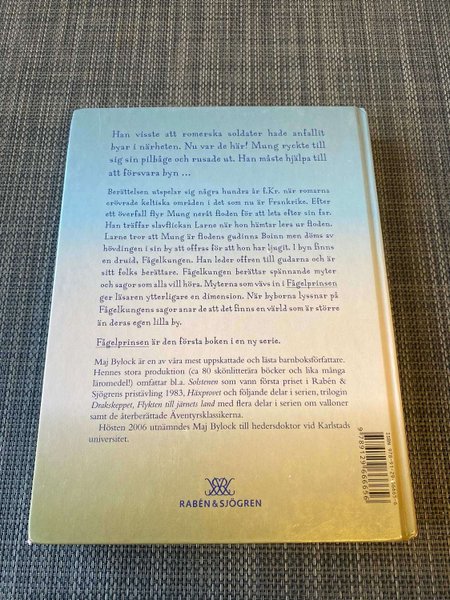 Han visste att romerska soldater hade anfallit
byar i närheten. Nu var de här! Mung ryckte till
sig sin pilbåge och rusade ut. Han måste hjälpa till
att försvara byn ...
Berättelsen utspelar sig några hundra år f.Kr. när romarna
erövrade keltiska områden i det som nu är Frankrike. Efter
ett överfall flyr Mung neråt floden för att leta efter sin far.
Han träffar slavflickan Larne när hon hämtar lera ur floden.
Larne tror att Mung är flodens gudinna Boinn men döms av
hövdingen i sin by att offras för att hon har ljugit. I byn finns
en druid, Fågelkungen. Han leder offren till gudarna och är
sitt folks berättare. Fågelkungen berättar spännande myter
och sagor som alla vill höra. Myterna som vävs in i Fågelprinsen
ger läsaren ytterligare en dimension. När byborna lyssnar på
Fågelkungens sagor anar de att det finns en värld som är större
än deras egen lilla by.
Fågelprinsen är den första boken i en ny serie.
Maj Bylock är en av våra mest uppskattade och lästa barnboksförfattare.
Hennes stora produktion (ca 80 skönlitterära böcker och lika många
läromedel!) omfattar bl.a. Solstenen som vann första priset i Rabén &
Sjögrens pristävling 1983, Häxprovet och följande delar i serien, trilogin
Drakskeppet, Flykten till järnets land med flera delar i serien om valloner
samt de återberättade Äventyrsklassikerna.
Hösten 2006 utnämndes Maj Bylock till hedersdoktor vid Karlstads
universitet.
RABÉN & SJÖGREN
9789129666656